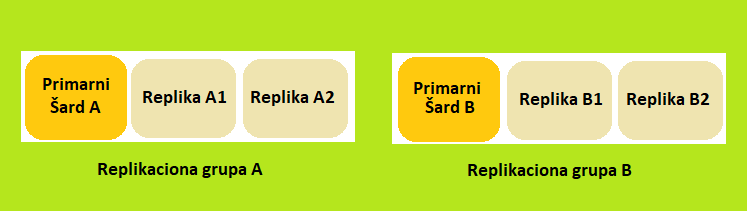 Primarni
Šard A
Replika A1
Replika A2
Replikaciona grupa A
Primarni
Šard B
Replika B1
Replika B2
Replikaciona grupa B